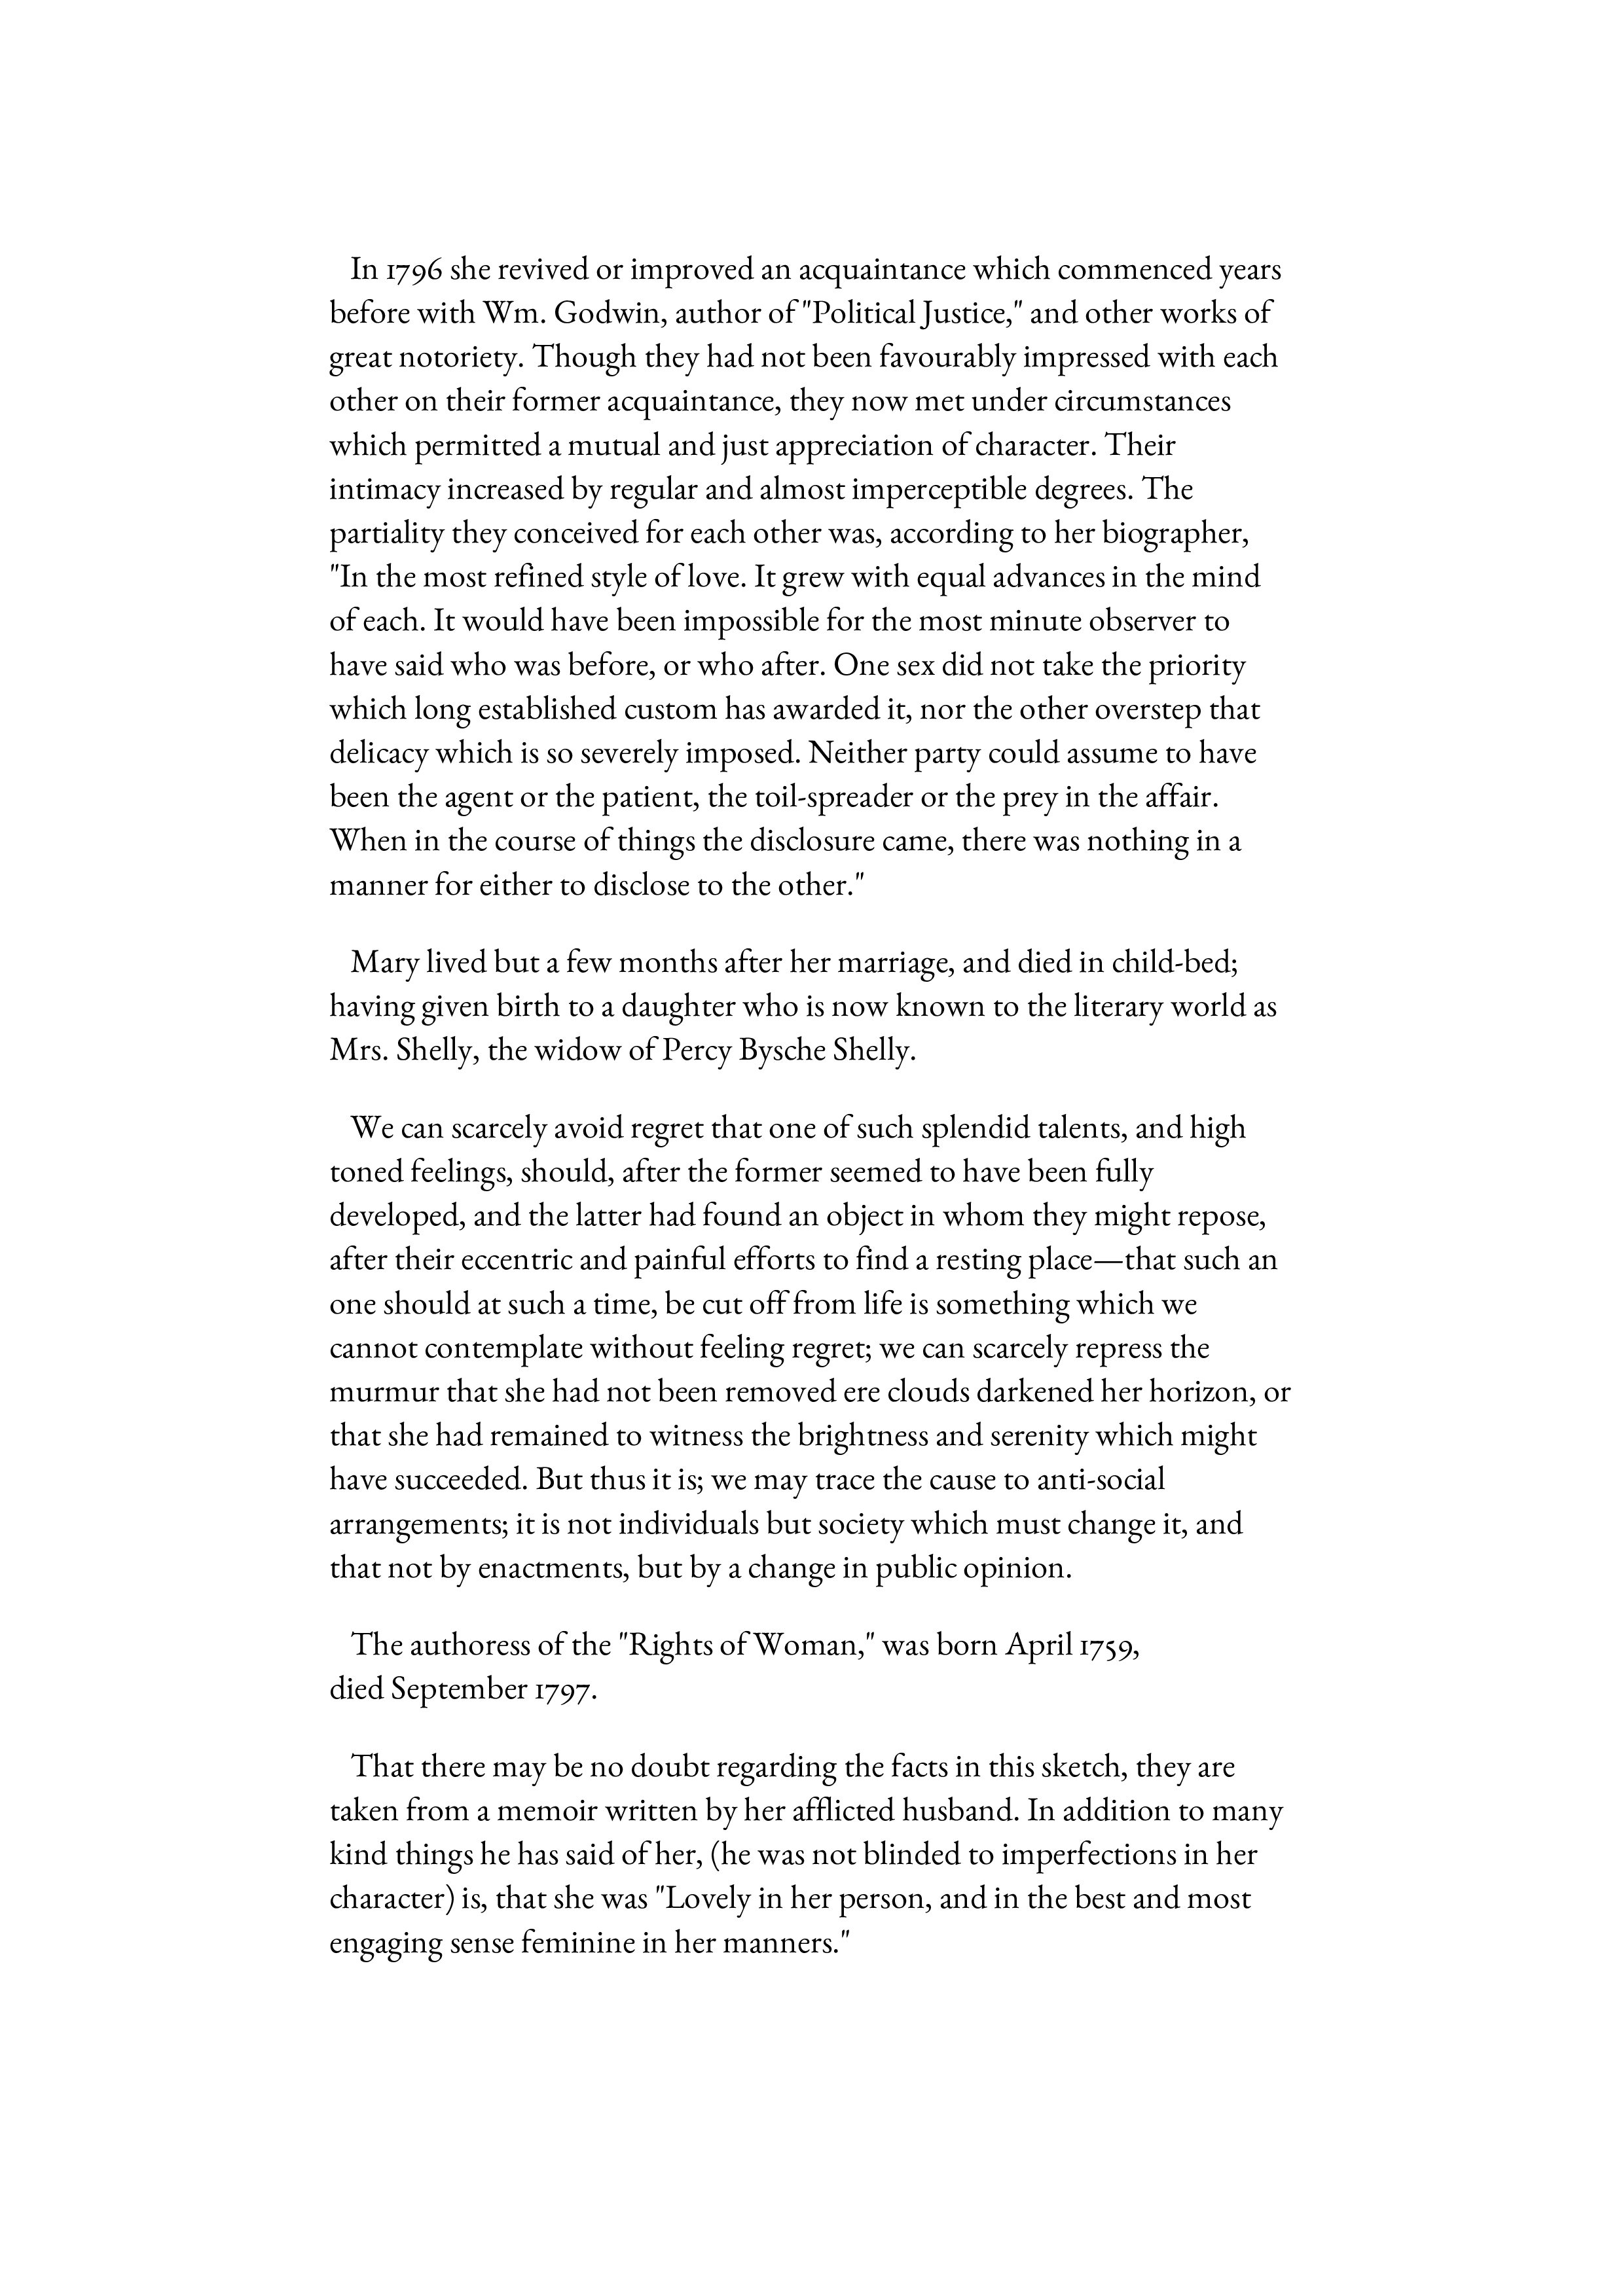 In 1796 she revived or improved an acquaintance which commenced years
before with Wm. Godwin, author of "Political Justice," and other works of
great notoriety. Though they had not been favourably impressed with each
other on their former acquaintance, they now met under circumstances
which permitted a mutual and just appreciation of character. Their
intimacy increased by regular and almost imperceptible degrees. The
partiality they conceived for each other was, according to her biographer,
"In the most refined style of love. It grew with equal advances in the mind
of each. It would have been impossible for the most minute observer to
have said who was before, or who after. One sex did not take the priority
which long established custom has awarded it, nor the other overstep that
delicacy which is so severely imposed. Neither party could assume to have
been the agent or the patient, the toil-spreader or the prey in the affair.
When in the course of things the disclosure came, there was nothing in a
manner for either to disclose to the other."
Mary lived but a few months after her marriage, and died in child-bed;
having given birth to a daughter who is now known to the literary world as
Mrs. Shelly, the widow of Percy Bysche Shelly.
We can scarcely avoid regret that one of such splendid talents, and high
toned feelings, should, after the former seemed to have been fully
developed, and the latter had found an object in whom they might repose,
after their eccentric and painful efforts to find a resting place—that such an
one should at such a time, be cut off from life is something which we
cannot contemplate without feeling regret; we can scarcely repress the
murmur that she had not been removed ere clouds darkened her horizon, or
that she had remained to witness the brightness and serenity which might
have succeeded. But thus it is; we may trace the cause to anti-social
arrangements; it is not individuals but society which must change it, and
that not by enactments, but by a change in public opinion.
The authoress of the "Rights of Woman," was born April 1759,
died September 1797.
That there may be no doubt regarding the facts in this sketch, they are
taken from a memoir written by her afflicted husband. In addition to many
kind things he has said of her, (he was not blinded to imperfections in her
character) is, that she was "Lovely in her person, and in the best and most
engaging sense feminine in her manners."